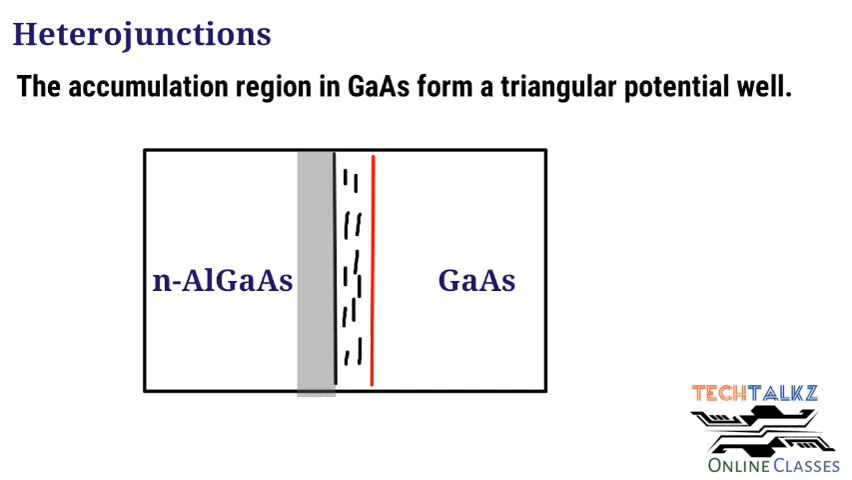 Heterojunctions
The accumulation region in GaAs form a triangular potential well.
n-AlGaAs
GaAs
TECHTALKZ
ONLINE CLASSES